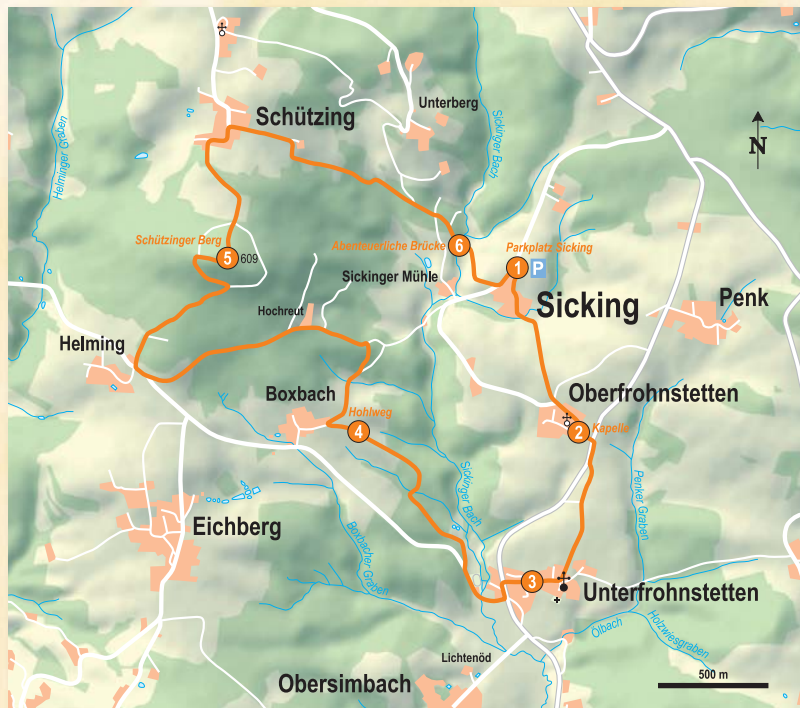 Schützing
Unterberg
Helminger Graben
Sickinger Bach
N
Schützinger Berg
5
609
Abenteuerliche Brücke
6
Parkplatz Sicking
1
P
Sickinger Mühle
Sicking
Penk
Hochreut
Helming
Boxbach
Hohlweg
4
Oberfrohnstetten
2
Kapelle
Sickinger Bach
Penker Graben
Eichberg
Boxbacher Graben
3
Unterfrohnstetten
Ölbach
Holzwiesgraben
Lichtenöd
Obersimbach
500 m